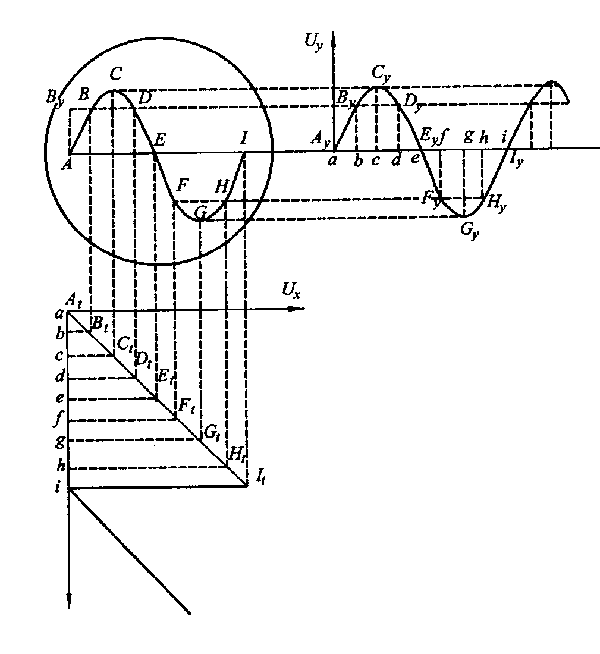 U_y
C C_y
B_y B D B_y D_y
A E I A_y E_y f g h i
a b c d e I_y
F H F_y H_y
G G_y
U_x
A_t
a
B_t
b
C_t
c D_t
d E_t
e
F_t
f
G_t
g
H_t
h
I_t
i